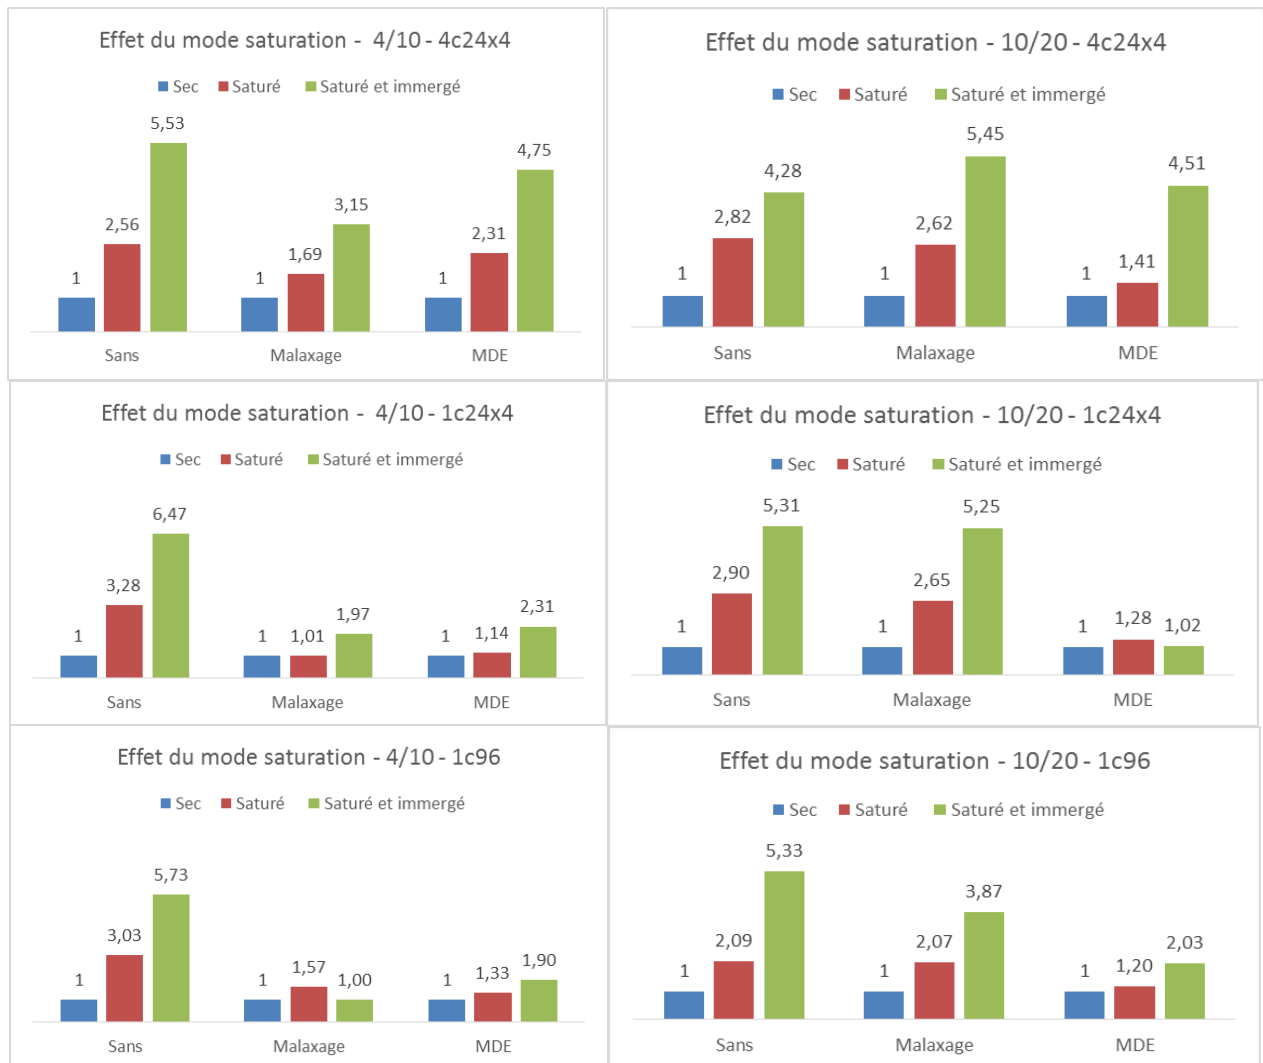 Effet du mode saturation - 4/10 - 4c24x4
Sec Saturé Saturé et immergé
5,53
4,75
3,15
2,56
2,31
1,69
1 1 1
Sans Malaxage MDE
Effet du mode saturation - 10/20 - 4c24x4
Sec Saturé Saturé et immergé
5,45
4,51
4,28
2,82
2,62
1,41
1 1 1
Sans Malaxage MDE
Effet du mode saturation - 4/10 - 1c24x4
Sec Saturé Saturé et immergé
6,47
3,28
2,31
1,97
1 1 1,01 1 1,14
Sans Malaxage MDE
Effet du mode saturation - 10/20 - 1c24x4
Sec Saturé Saturé et immergé
5,31 5,25
2,90
2,65
1 1 1 1,28 1,02
Sans Malaxage MDE
Effet du mode saturation - 4/10 - 1c96
Sec Saturé Saturé et immergé
5,73
3,03
1,90
1 1 1,57 1,00 1 1,33
Sans Malaxage MDE
Effet du mode saturation - 10/20 - 1c96
Sec Saturé Saturé et immergé
5,33
3,87
2,09 2,07 2,03
1 1 1 1,20
Sans Malaxage MDE